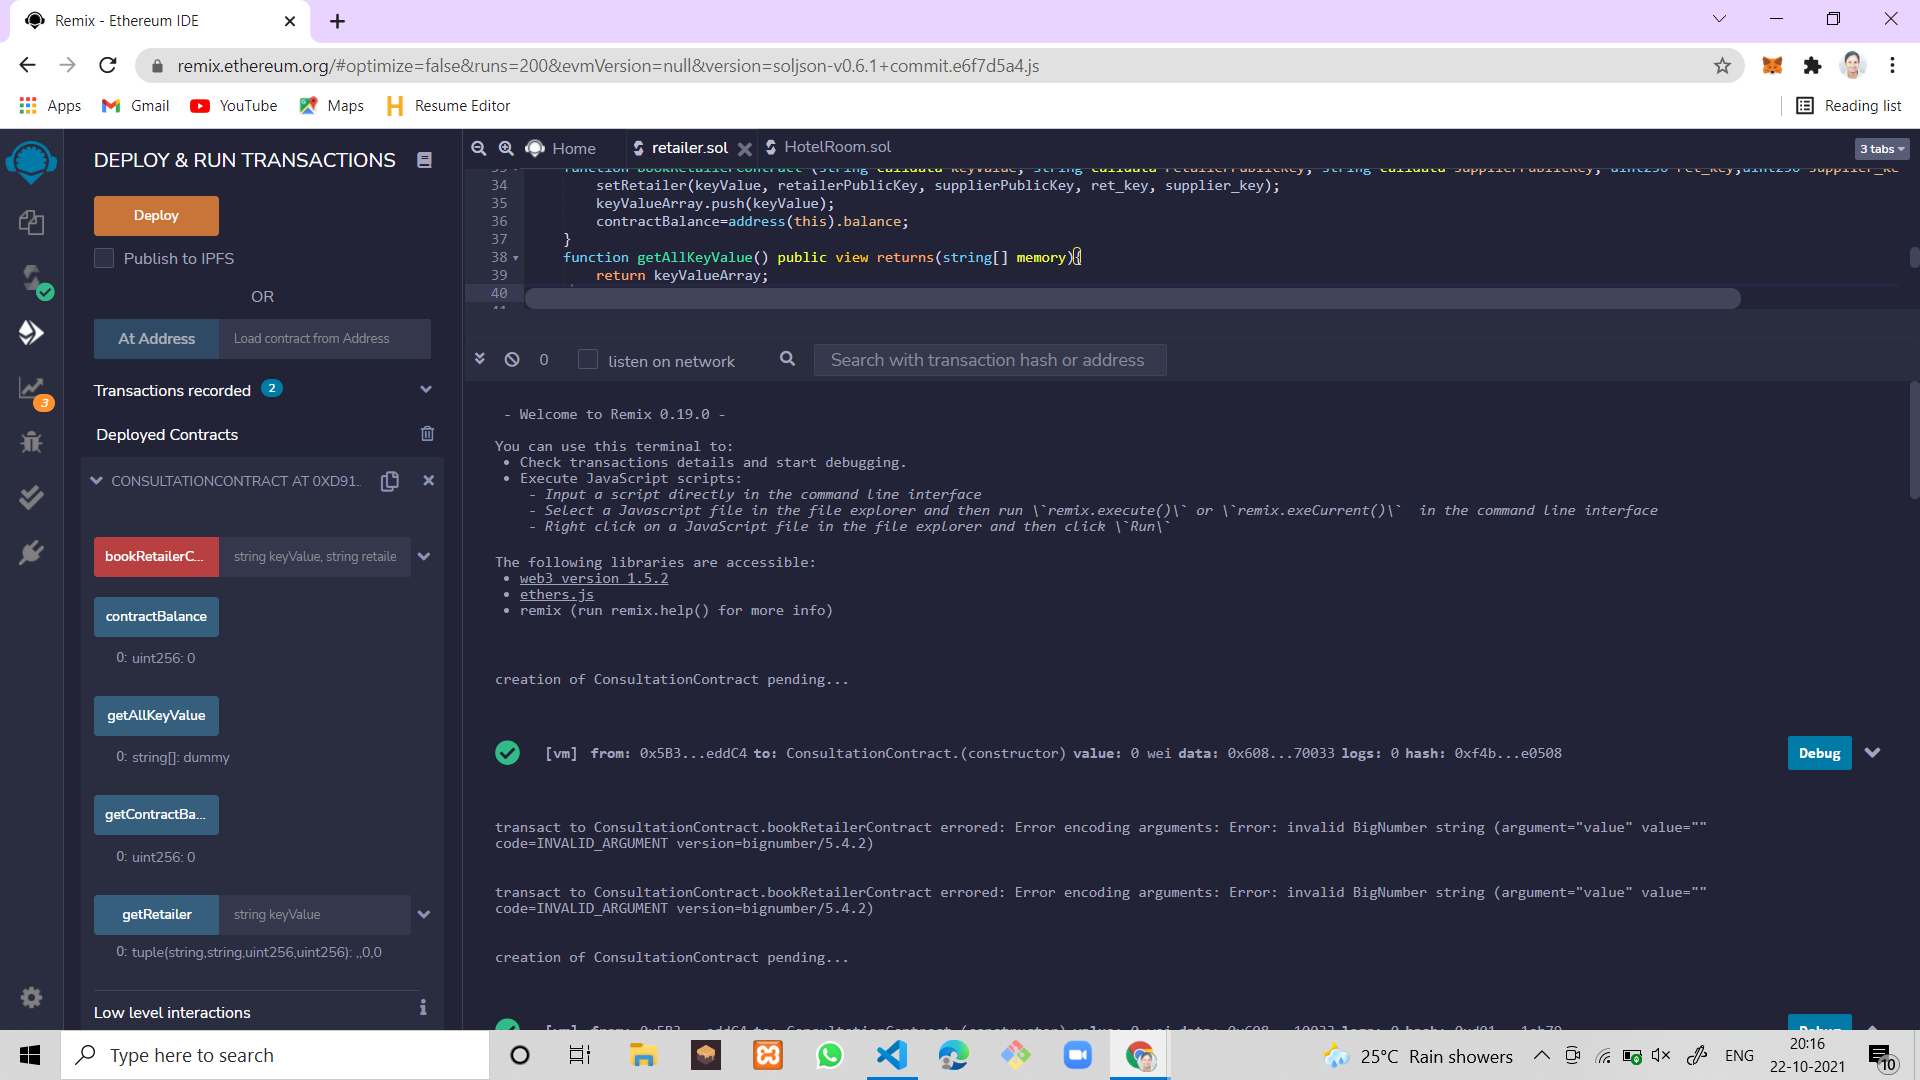 Remix - Ethereum IDE
remix.ethereum.org/#optimize=false&runs=200&evmVersion=null&version=soljson-v0.6.1+commit.e6f7d5a4.js
Apps Gmail YouTube Maps Resume Editor Reading list
DEPLOY & RUN TRANSACTIONS
Deploy
Publish to IPFS
OR
At Address Load contract from Address
Transactions recorded 2
3
Deployed Contracts
CONSULTATIONCONTRACT AT 0XD91...
bookRetailerC... string keyValue, string retaile
contractBalance
0: uint256: 0
getAllKeyValue
0: string[]: dummy
getContractBa...
0: uint256: 0
getRetailer string keyValue
0: tuple(string,string,uint256,uint256): ,,0,0
Low level interactions
Home retailer.sol HotelRoom.sol 3 tabs
34 setRetailer(keyValue, retailerPublicKey, supplierPublicKey, ret_key, supplier_key);
35 keyValueArray.push(keyValue);
36 contractBalance=address(this).balance;
37 }
38 function getAllKeyValue() public view returns(string[] memory){
39 return keyValueArray;
40
0 listen on network Search with transaction hash or address
- Welcome to Remix 0.19.0 -
You can use this terminal to:
• Check transactions details and start debugging.
• Execute JavaScript scripts:
- Input a script directly in the command line interface
- Select a Javascript file in the file explorer and then run \`remix.execute()\` or \`remix.exeCurrent()\` in the command line interface
- Right click on a JavaScript file in the file explorer and then click \`Run\`
The following libraries are accessible:
• web3 version 1.5.2
• ethers.js
• remix (run remix.help() for more info)
creation of ConsultationContract pending...
[vm] from: 0x5B3...eddC4 to: ConsultationContract.(constructor) value: 0 wei data: 0x608...70033 logs: 0 hash: 0xf4b...e0508 Debug
transact to ConsultationContract.bookRetailerContract errored: Error encoding arguments: Error: invalid BigNumber string (argument="value" value=""
code=INVALID_ARGUMENT version=bignumber/5.4.2)
transact to ConsultationContract.bookRetailerContract errored: Error encoding arguments: Error: invalid BigNumber string (argument="value" value=""
code=INVALID_ARGUMENT version=bignumber/5.4.2)
creation of ConsultationContract pending...
Type here to search
25°C Rain showers
ENG
20:16
22-10-2021
10